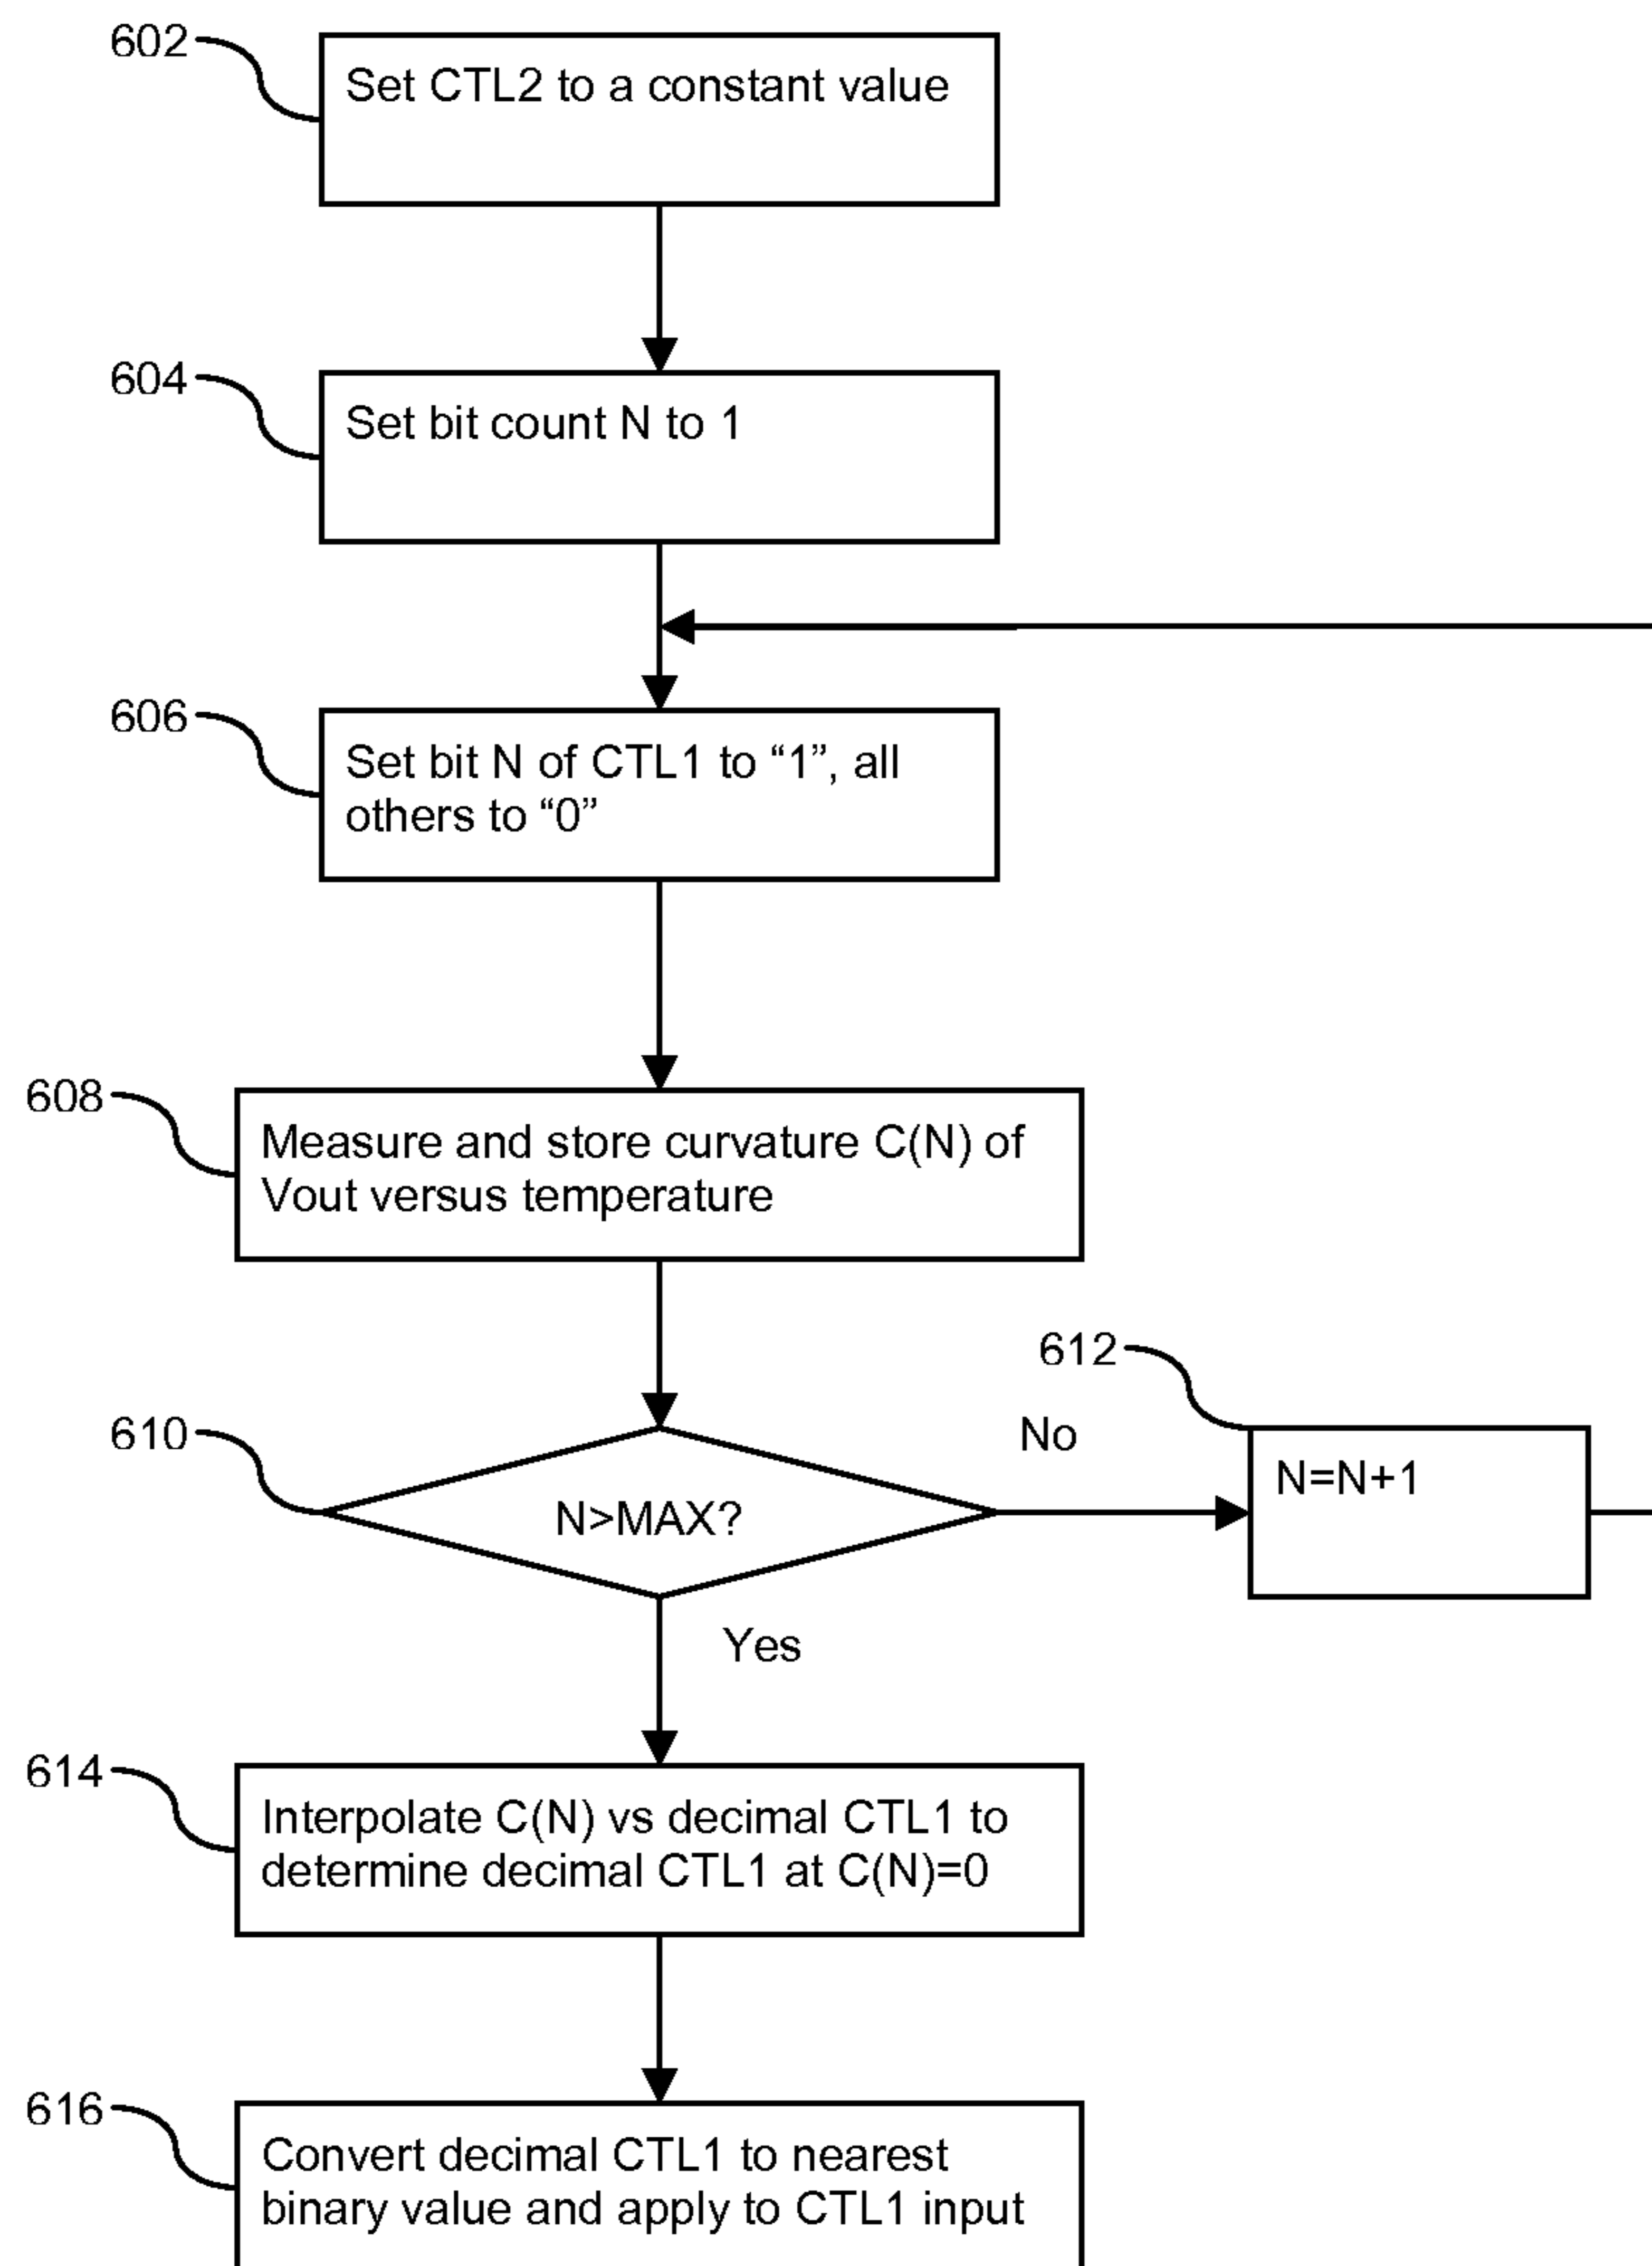 602
Set CTL2 to a constant value
604
Set bit count N to 1
606
Set bit N of CTL1 to “1”, all
others to “0”
608
Measure and store curvature C(N) of
Vout versus temperature
610
N>MAX?
No
612
N=N+1
Yes
614
Interpolate C(N) vs decimal CTL1 to
determine decimal CTL1 at C(N)=0
616
Convert decimal CTL1 to nearest
binary value and apply to CTL1 input